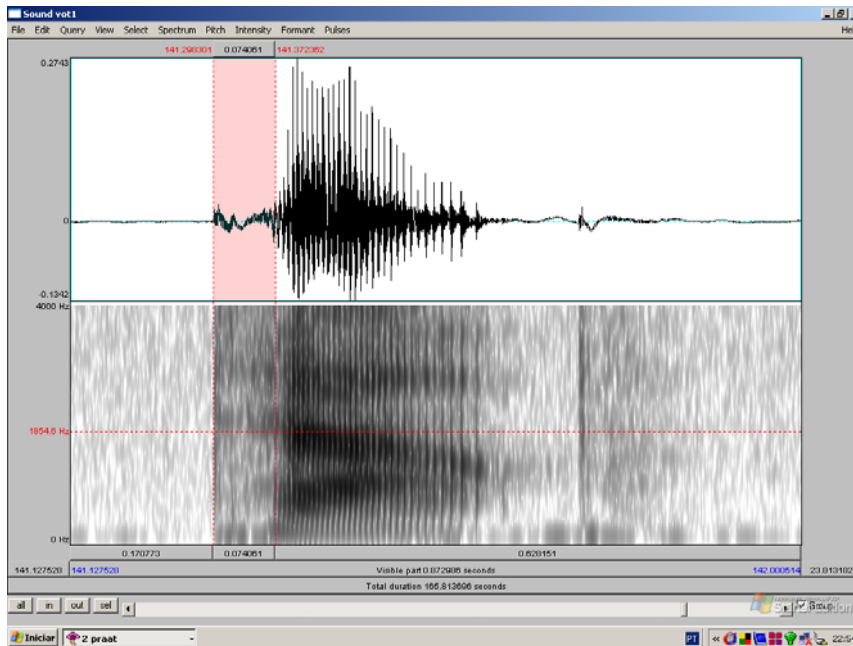 Sound vot1
File Edit Query View Select Spectrum Pitch Intensity Formant Pulses
141.298301 0.074061 141.372362
0.2743
0
-0.1342
4000 Hz
1854.6 Hz
0 Hz
0.170773 0.074061 0.628151
141.127528 141.127528 Visible part 0.872986 seconds 142.000514 23.813182
Total duration 165.813696 seconds
all in out sel Group
Iniciar 2 praat PT 22:54